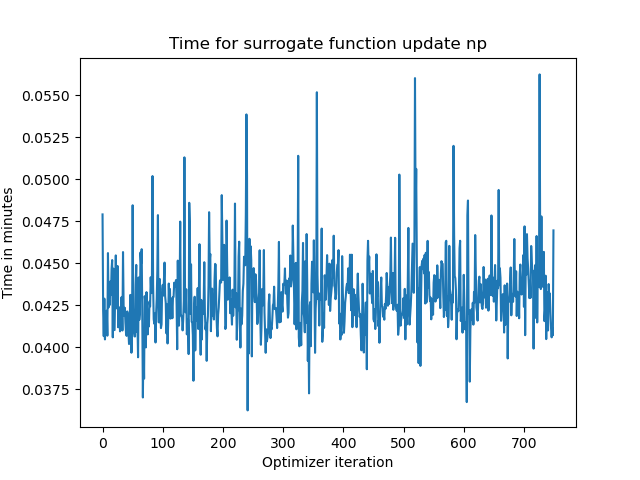 Time for surrogate function update np
Time in minutes
0.0550
0.0525
0.0500
0.0475
0.0450
0.0425
0.0400
0.0375
0 100 200 300 400 500 600 700
Optimizer iteration